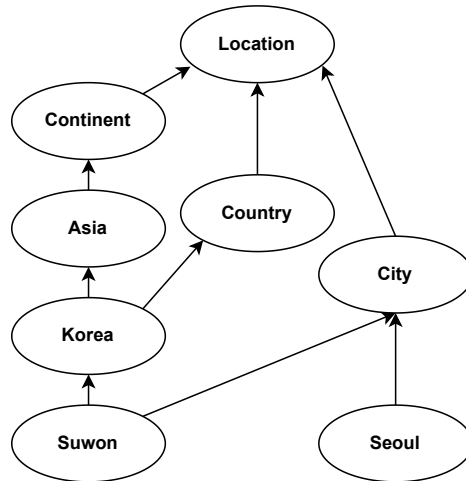 Location
Continent
Country
Asia
City
Korea
Suwon
Seoul